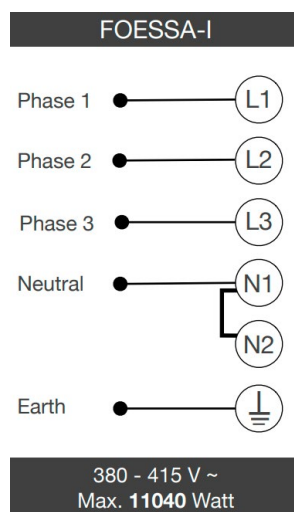 FOESSA-I
Phase 1 L1
Phase 2 L2
Phase 3 L3
Neutral N1
N2
Earth
380 - 415 V ~
Max. 11040 Watt